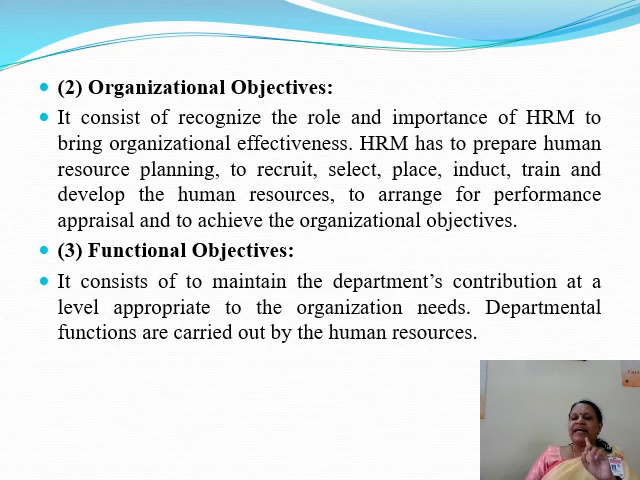 (2) Organizational Objectives:
It consist of recognize the role and importance of HRM to
bring organizational effectiveness. HRM has to prepare human
resource planning, to recruit, select, place, induct, train and
develop the human resources, to arrange for performance
appraisal and to achieve the organizational objectives.
(3) Functional Objectives:
It consists of to maintain the department’s contribution at a
level appropriate to the organization needs. Departmental
functions are carried out by the human resources.